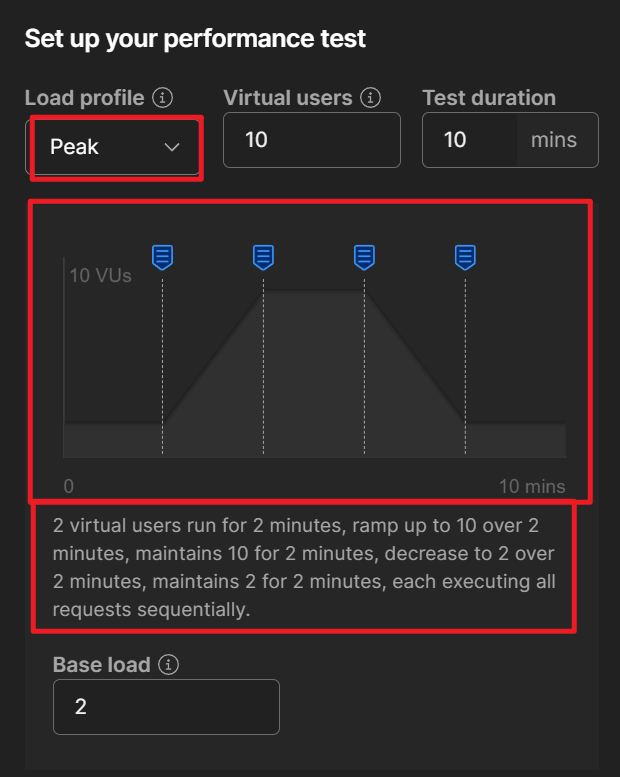 Set up your performance test
Load profile Virtual users Test duration
Peak 10 10 mins
10 VUs
0 10 mins
2 virtual users run for 2 minutes, ramp up to 10 over 2
minutes, maintains 10 for 2 minutes, decrease to 2 over
2 minutes, maintains 2 for 2 minutes, each executing all
requests sequentially.
Base load
2